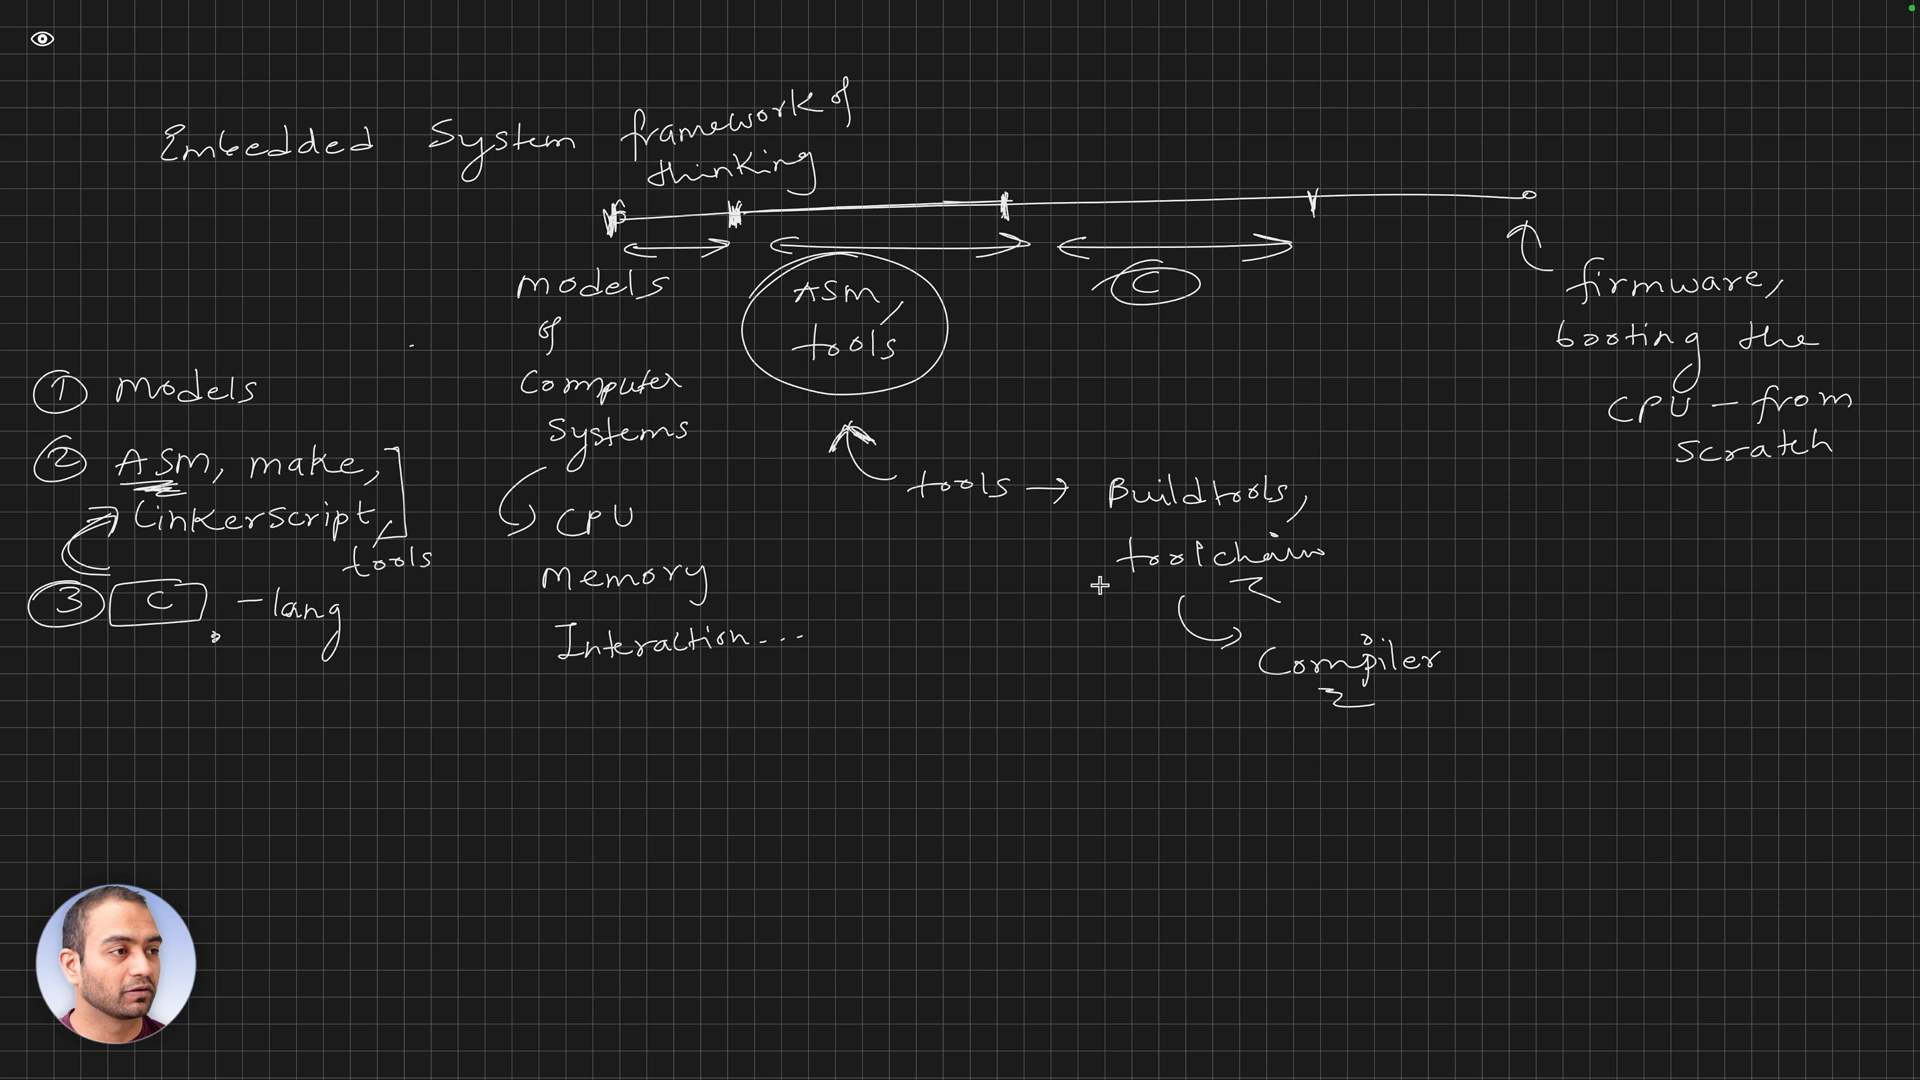 Embedded System framework of
thinking
models
of
Computer
Systems
CPU
Memory
Interaction...
ASM,
tools
C
firmware,
booting the
CPU - from
scratch
① Models
② ASM, make,
Linkerscript,
tools
③ C - lang
tools → Buildtools,
toolchain
Compiler